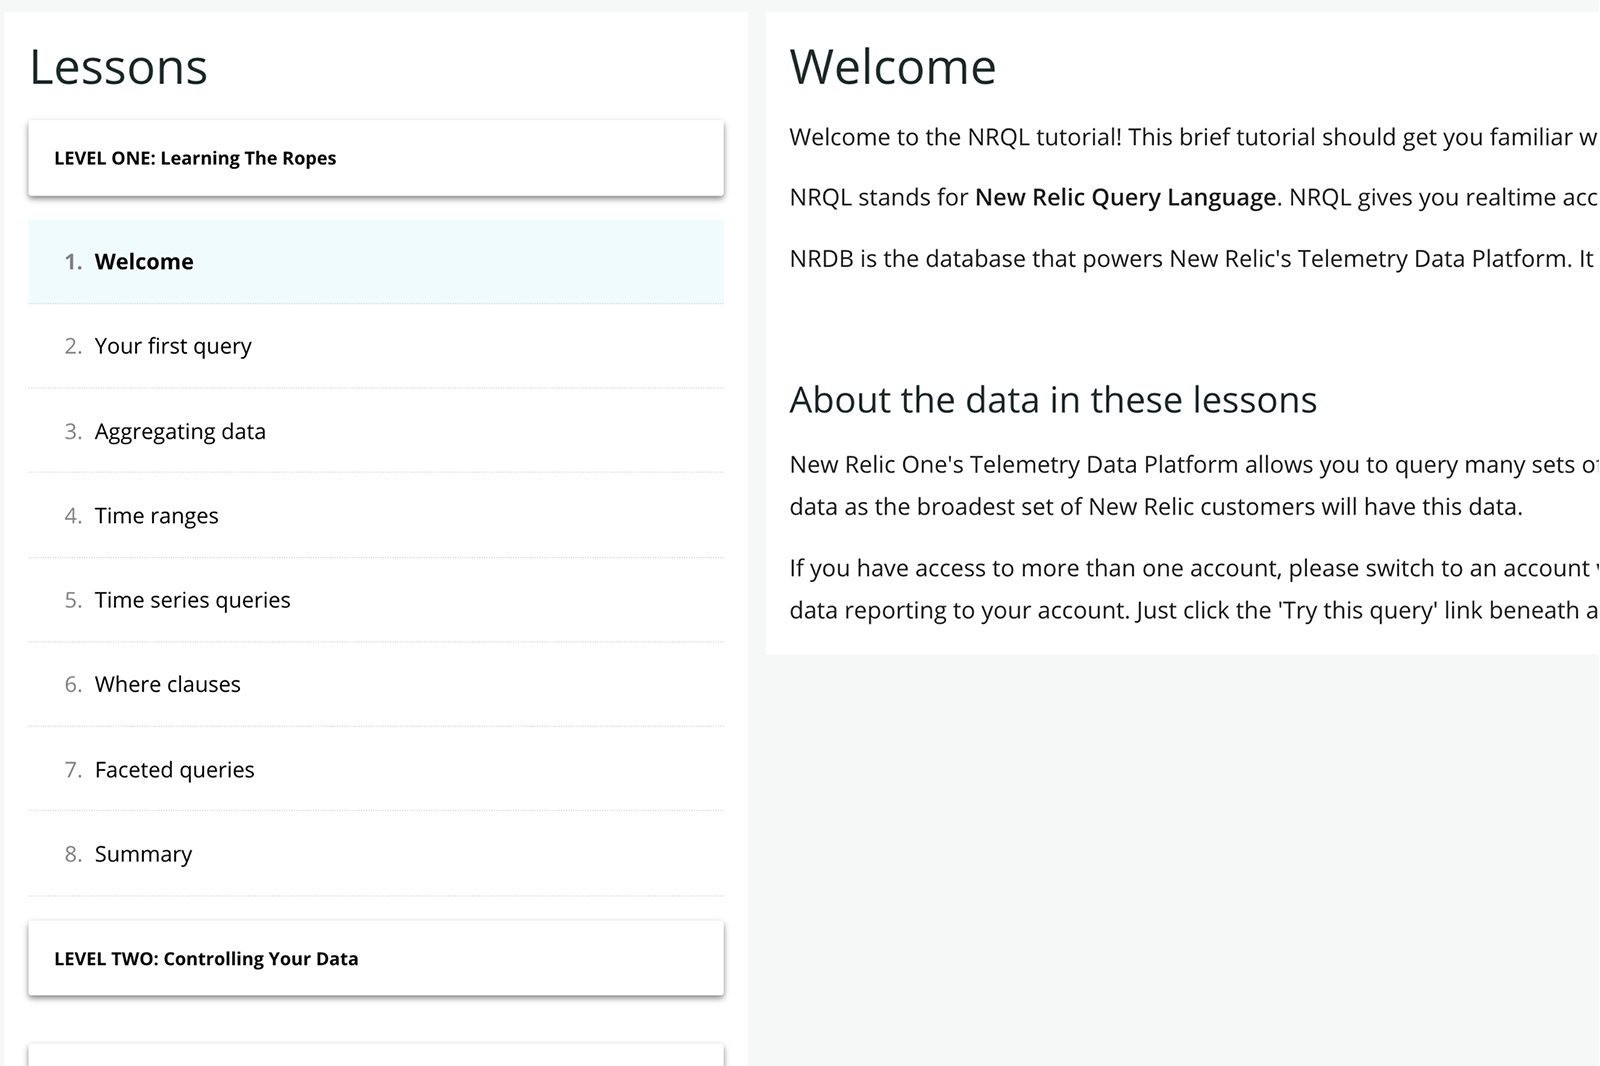 Lessons
LEVEL ONE: Learning The Ropes
1. Welcome
2. Your first query
3. Aggregating data
4. Time ranges
5. Time series queries
6. Where clauses
7. Faceted queries
8. Summary
LEVEL TWO: Controlling Your Data
Welcome
Welcome to the NRQL tutorial! This brief tutorial should get you familiar
NRQL stands for New Relic Query Language. NRQL gives you realtime
NRDB is the database that powers New Relic's Telemetry Data Platform. It
About the data in these lessons
New Relic One's Telemetry Data Platform allows you to query many sets
data as the broadest set of New Relic customers will have this data.
If you have access to more than one account, please switch to an account
data reporting to your account. Just click the 'Try this query' link beneath